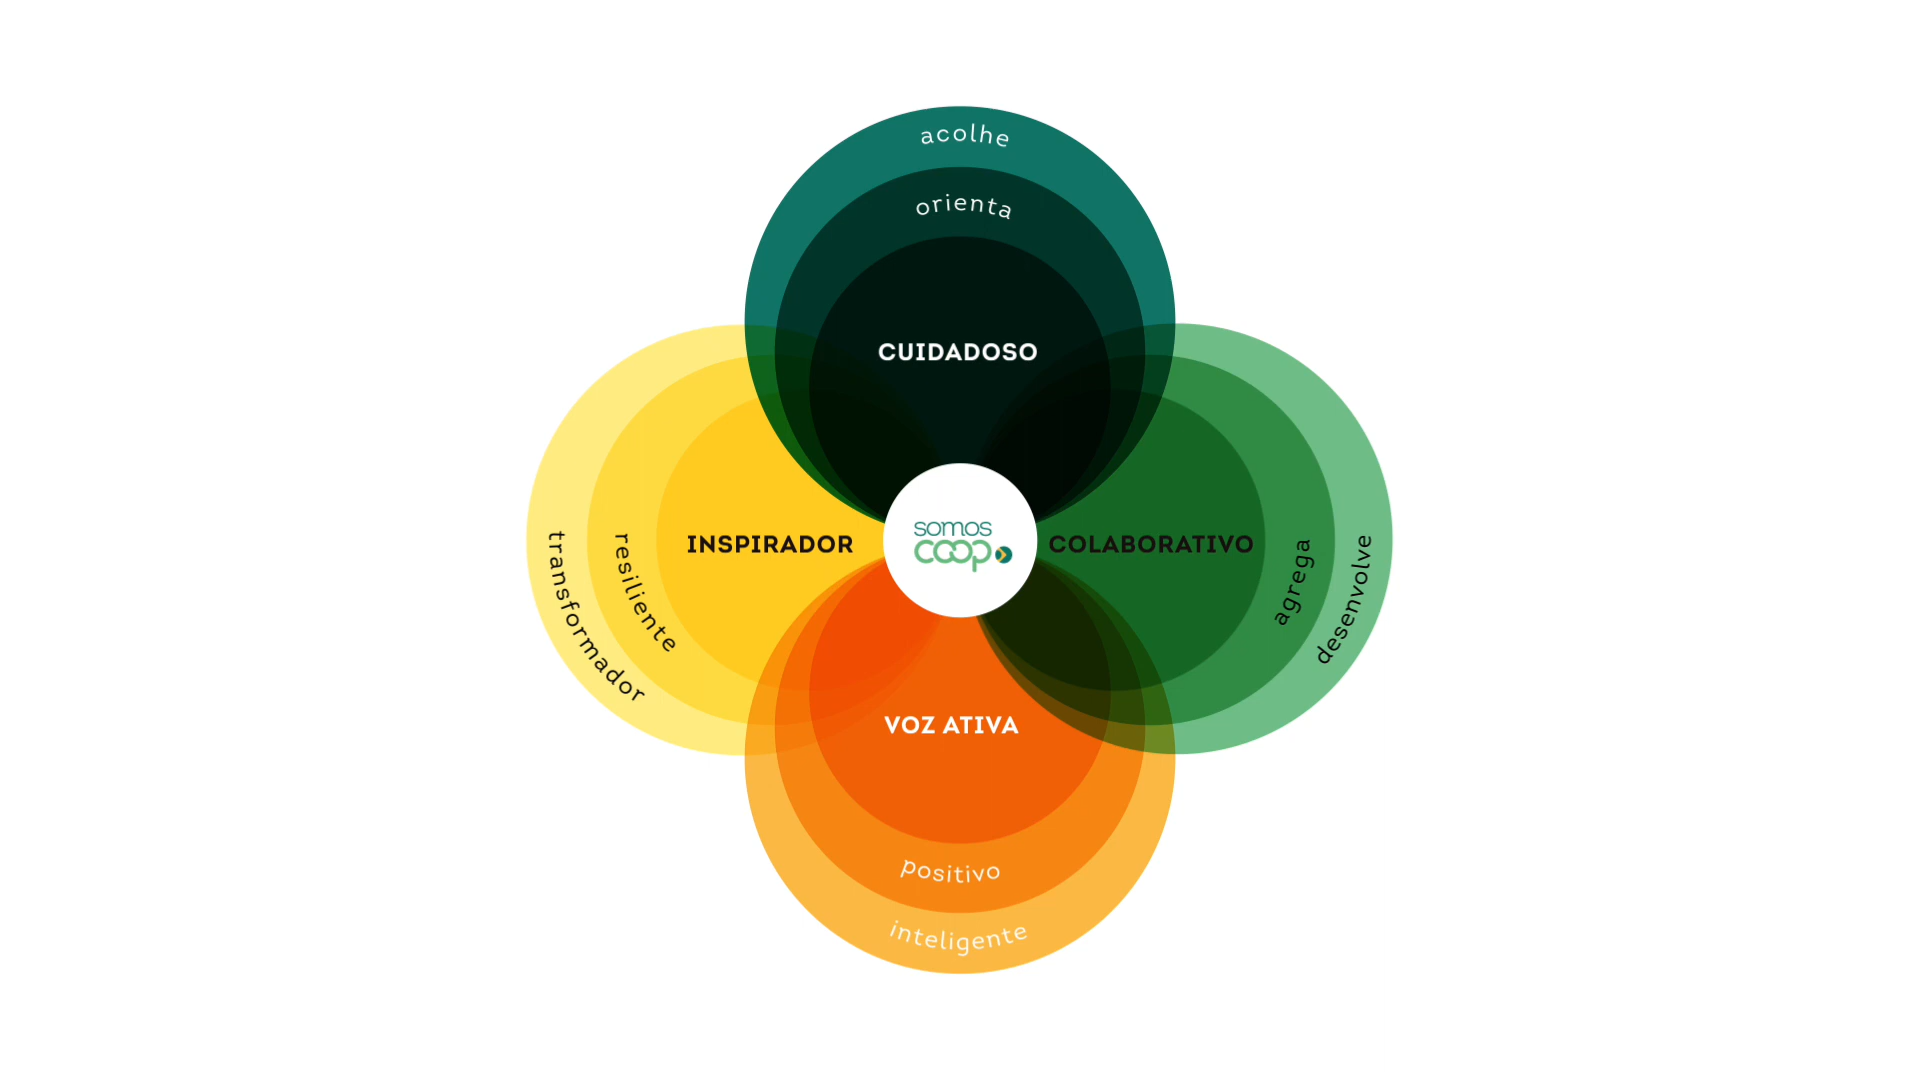 acolhe
orienta
CUIDADOSO
transformador
resiliente
INSPIRADOR
somos
coop
COLABORATIVO
agrega
desenvolve
VOZ ATIVA
positivo
inteligente